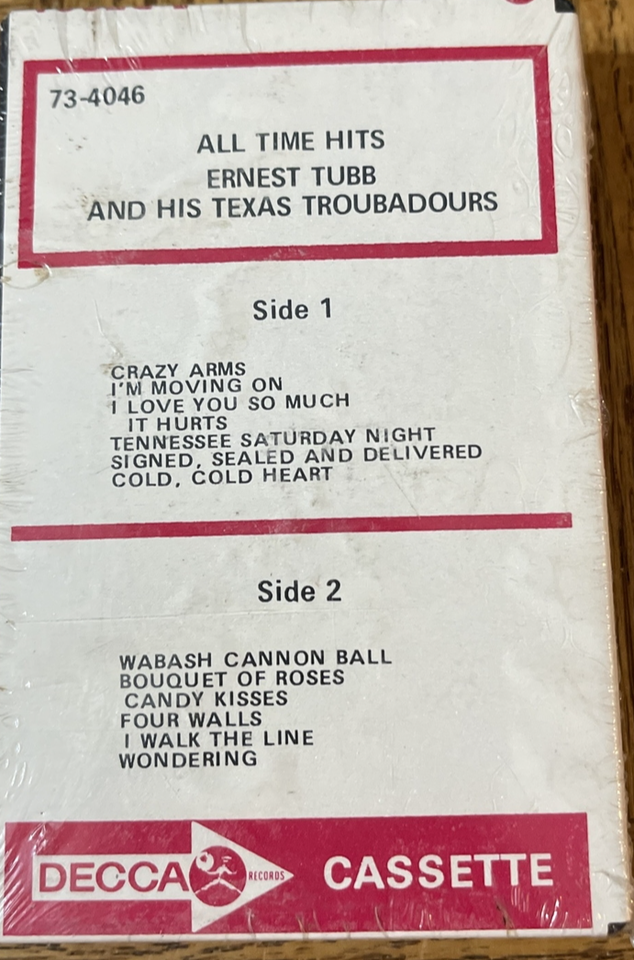 73-4046
ALL TIME HITS
ERNEST TUBB
AND HIS TEXAS TROUBADOURS
Side 1
CRAZY ARMS
I'M MOVING ON
I LOVE YOU SO MUCH
IT HURTS
TENNESSEE SATURDAY NIGHT
SIGNED, SEALED AND DELIVERED
COLD, COLD HEART
Side 2
WABASH CANNON BALL
BOUQUET OF ROSES
CANDY KISSES
FOUR WALLS
I WALK THE LINE
WONDERING
DECCA RECORDS CASSETTE